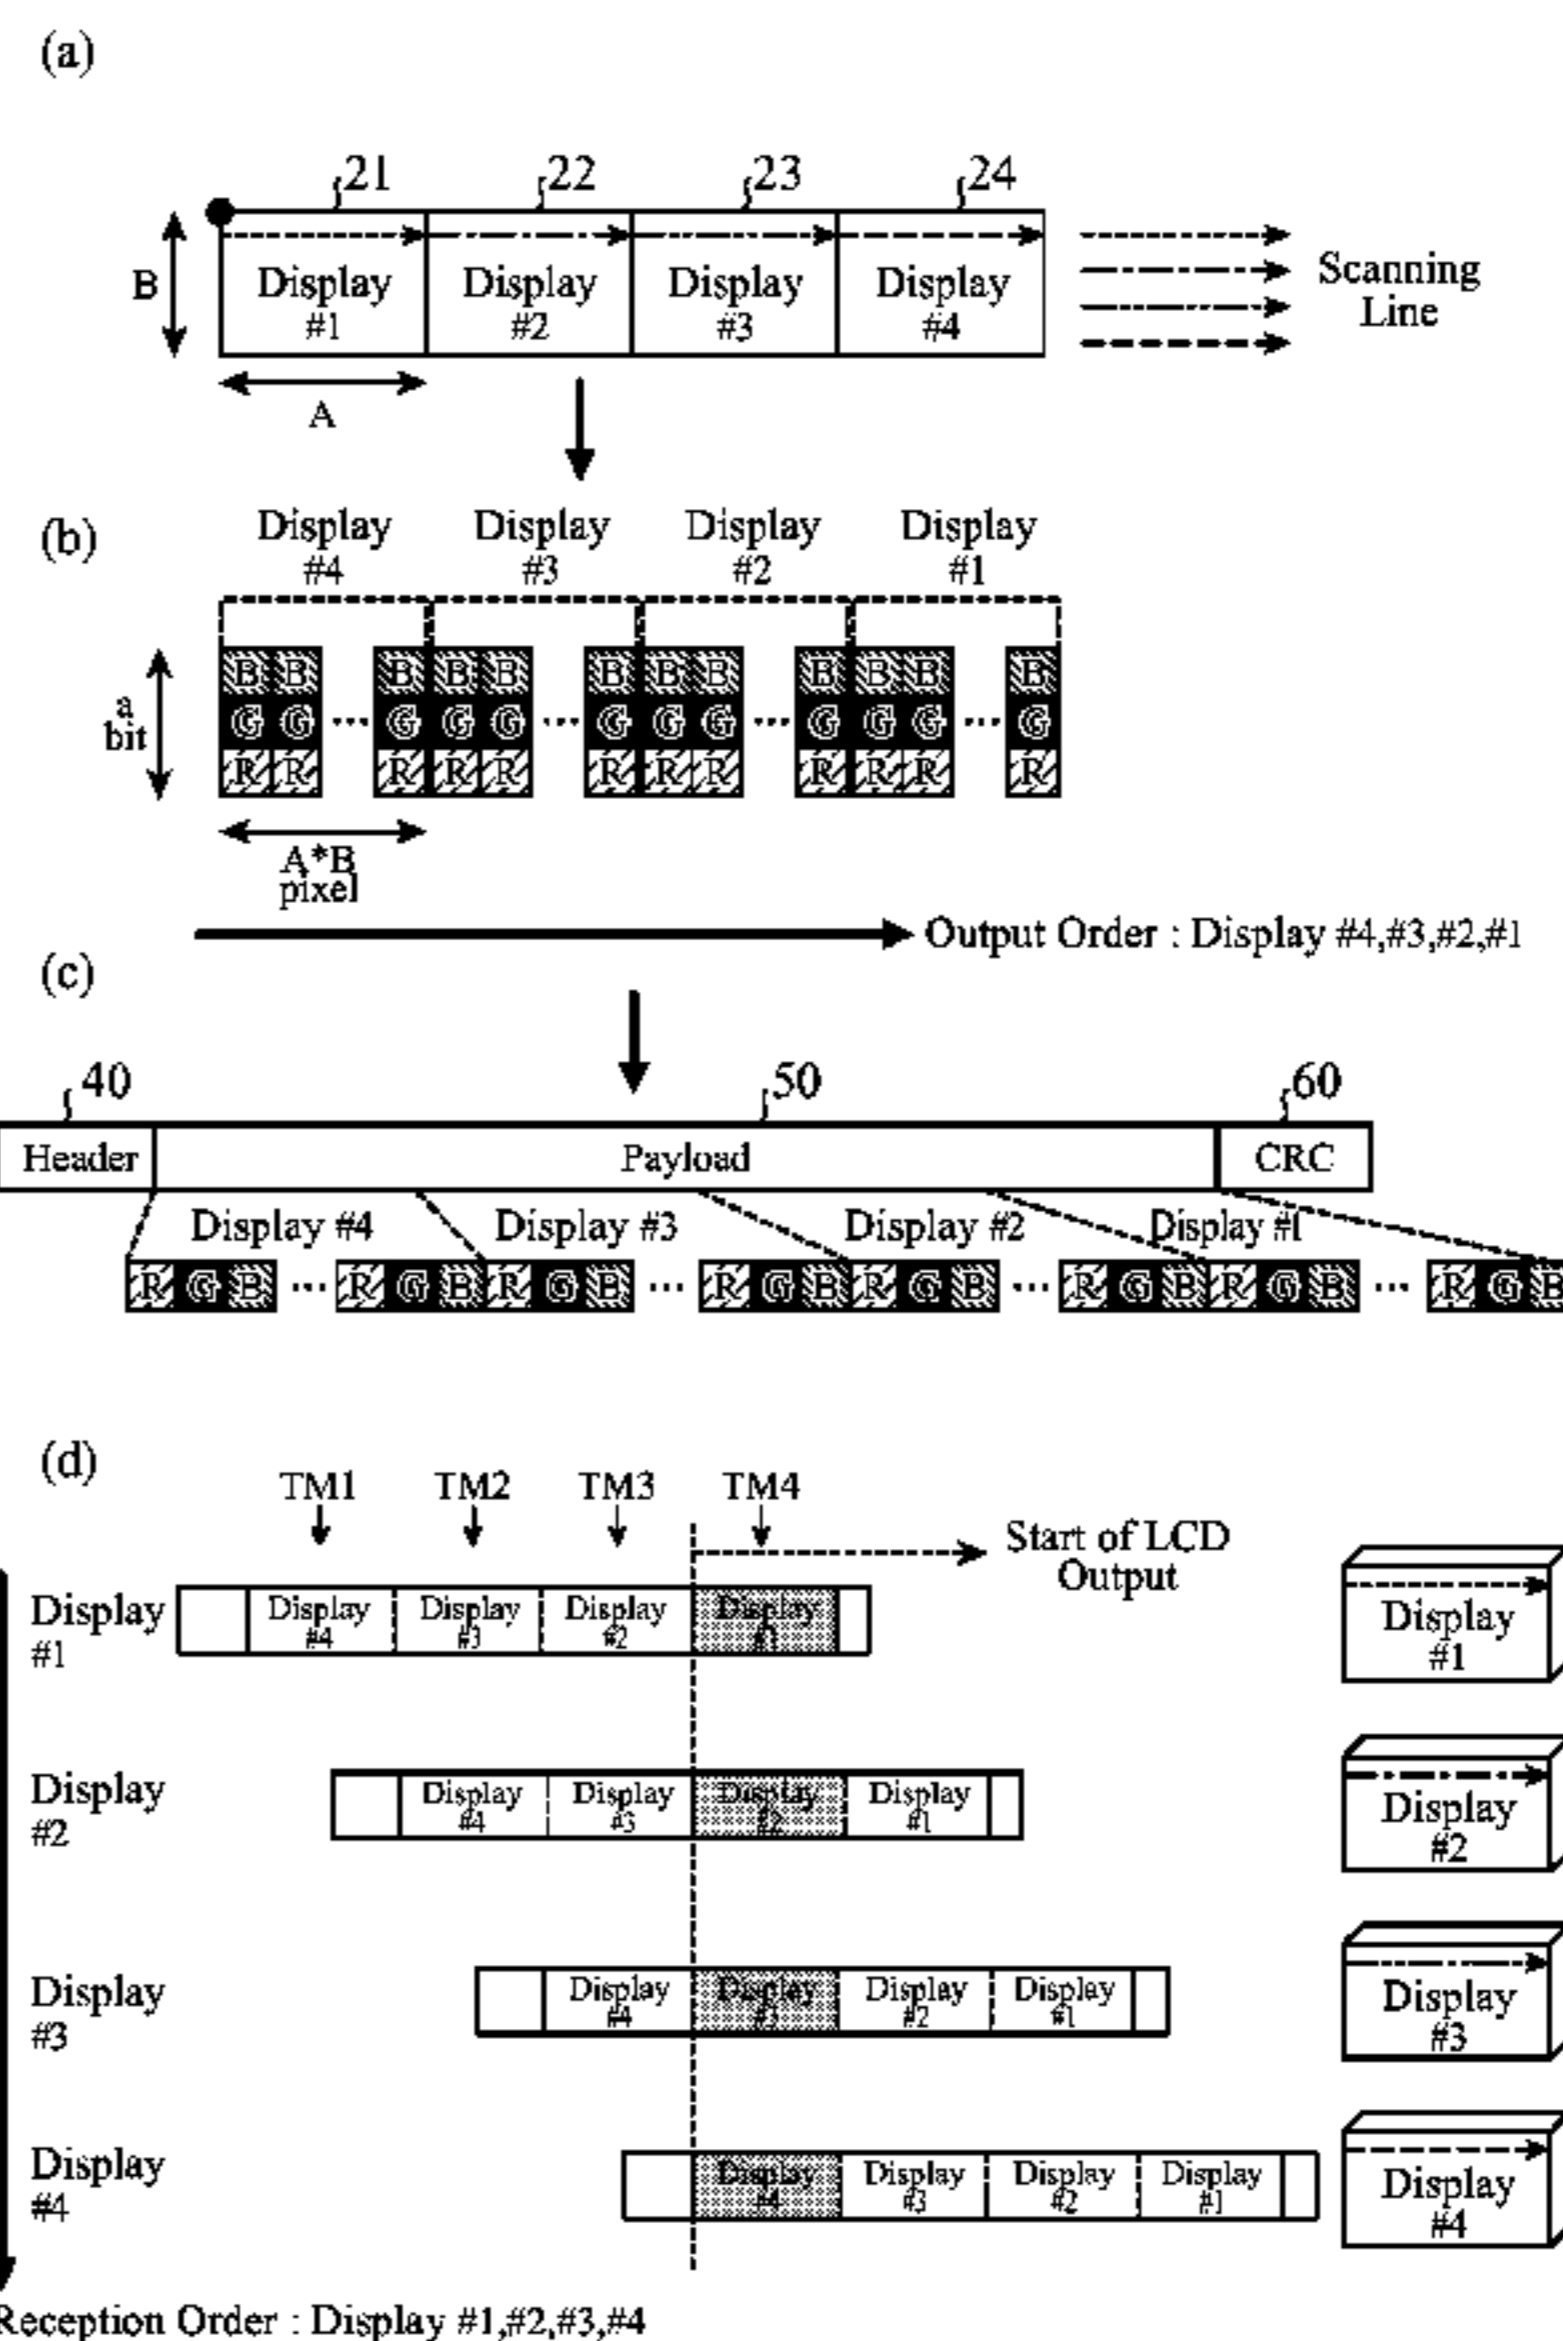 (a)
21 22 23 24
B
Display #1 Display #2 Display #3 Display #4
Scanning Line
A
(b)
Display #4 Display #3 Display #2 Display #1
B B B B B B B B B B B B
a bit
G G ... G G G ... G G G ... G G G ... G
R R R R R R R R R R R R
A*B pixel
Output Order : Display #4,#3,#2,#1
(c)
40 50 60
Header Payload CRC
Display #4 Display #3 Display #2 Display #1
R G B ... R G B R G B ... R G B R G B ... R G B R G B ... R G B
(d)
TM1 TM2 TM3 TM4
Start of LCD Output
Display #1
Display #4 Display #3 Display #2 Display #1
Display #1
Display #2
Display #4 Display #3 Display #2 Display #1
Display #2
Display #3
Display #4 Display #3 Display #2 Display #1
Display #3
Display #4
Display #4 Display #3 Display #2 Display #1
Display #4
Reception Order : Display #1,#2,#3,#4